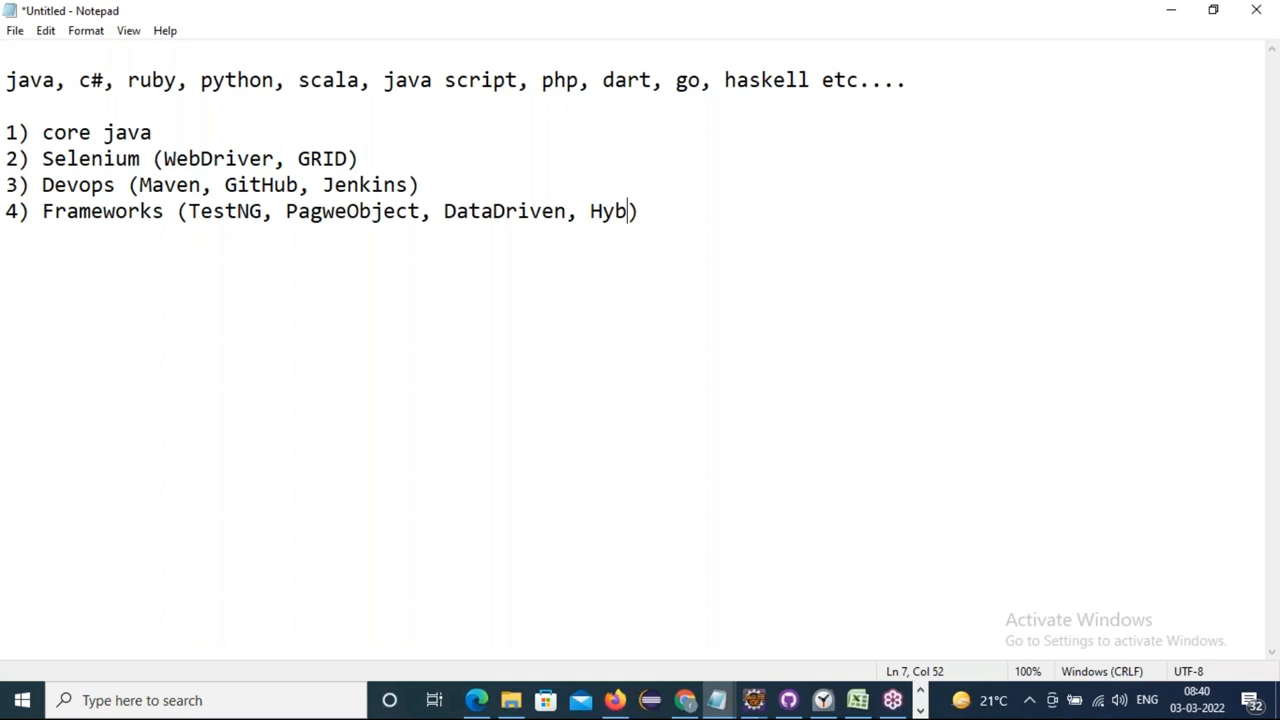 *Untitled - Notepad
File Edit Format View Help
java, c#, ruby, python, scala, java script, php, dart, go, haskell etc....
1) core java
2) Selenium (WebDriver, GRID)
3) Devops (Maven, GitHub, Jenkins)
4) Frameworks (TestNG, PagweObject, DataDriven, Hyb)
Activate Windows
Go to Settings to activate Windows.
Ln 7, Col 52 100% Windows (CRLF) UTF-8
Type here to search 21°C ENG 08:40
03-03-2022 32